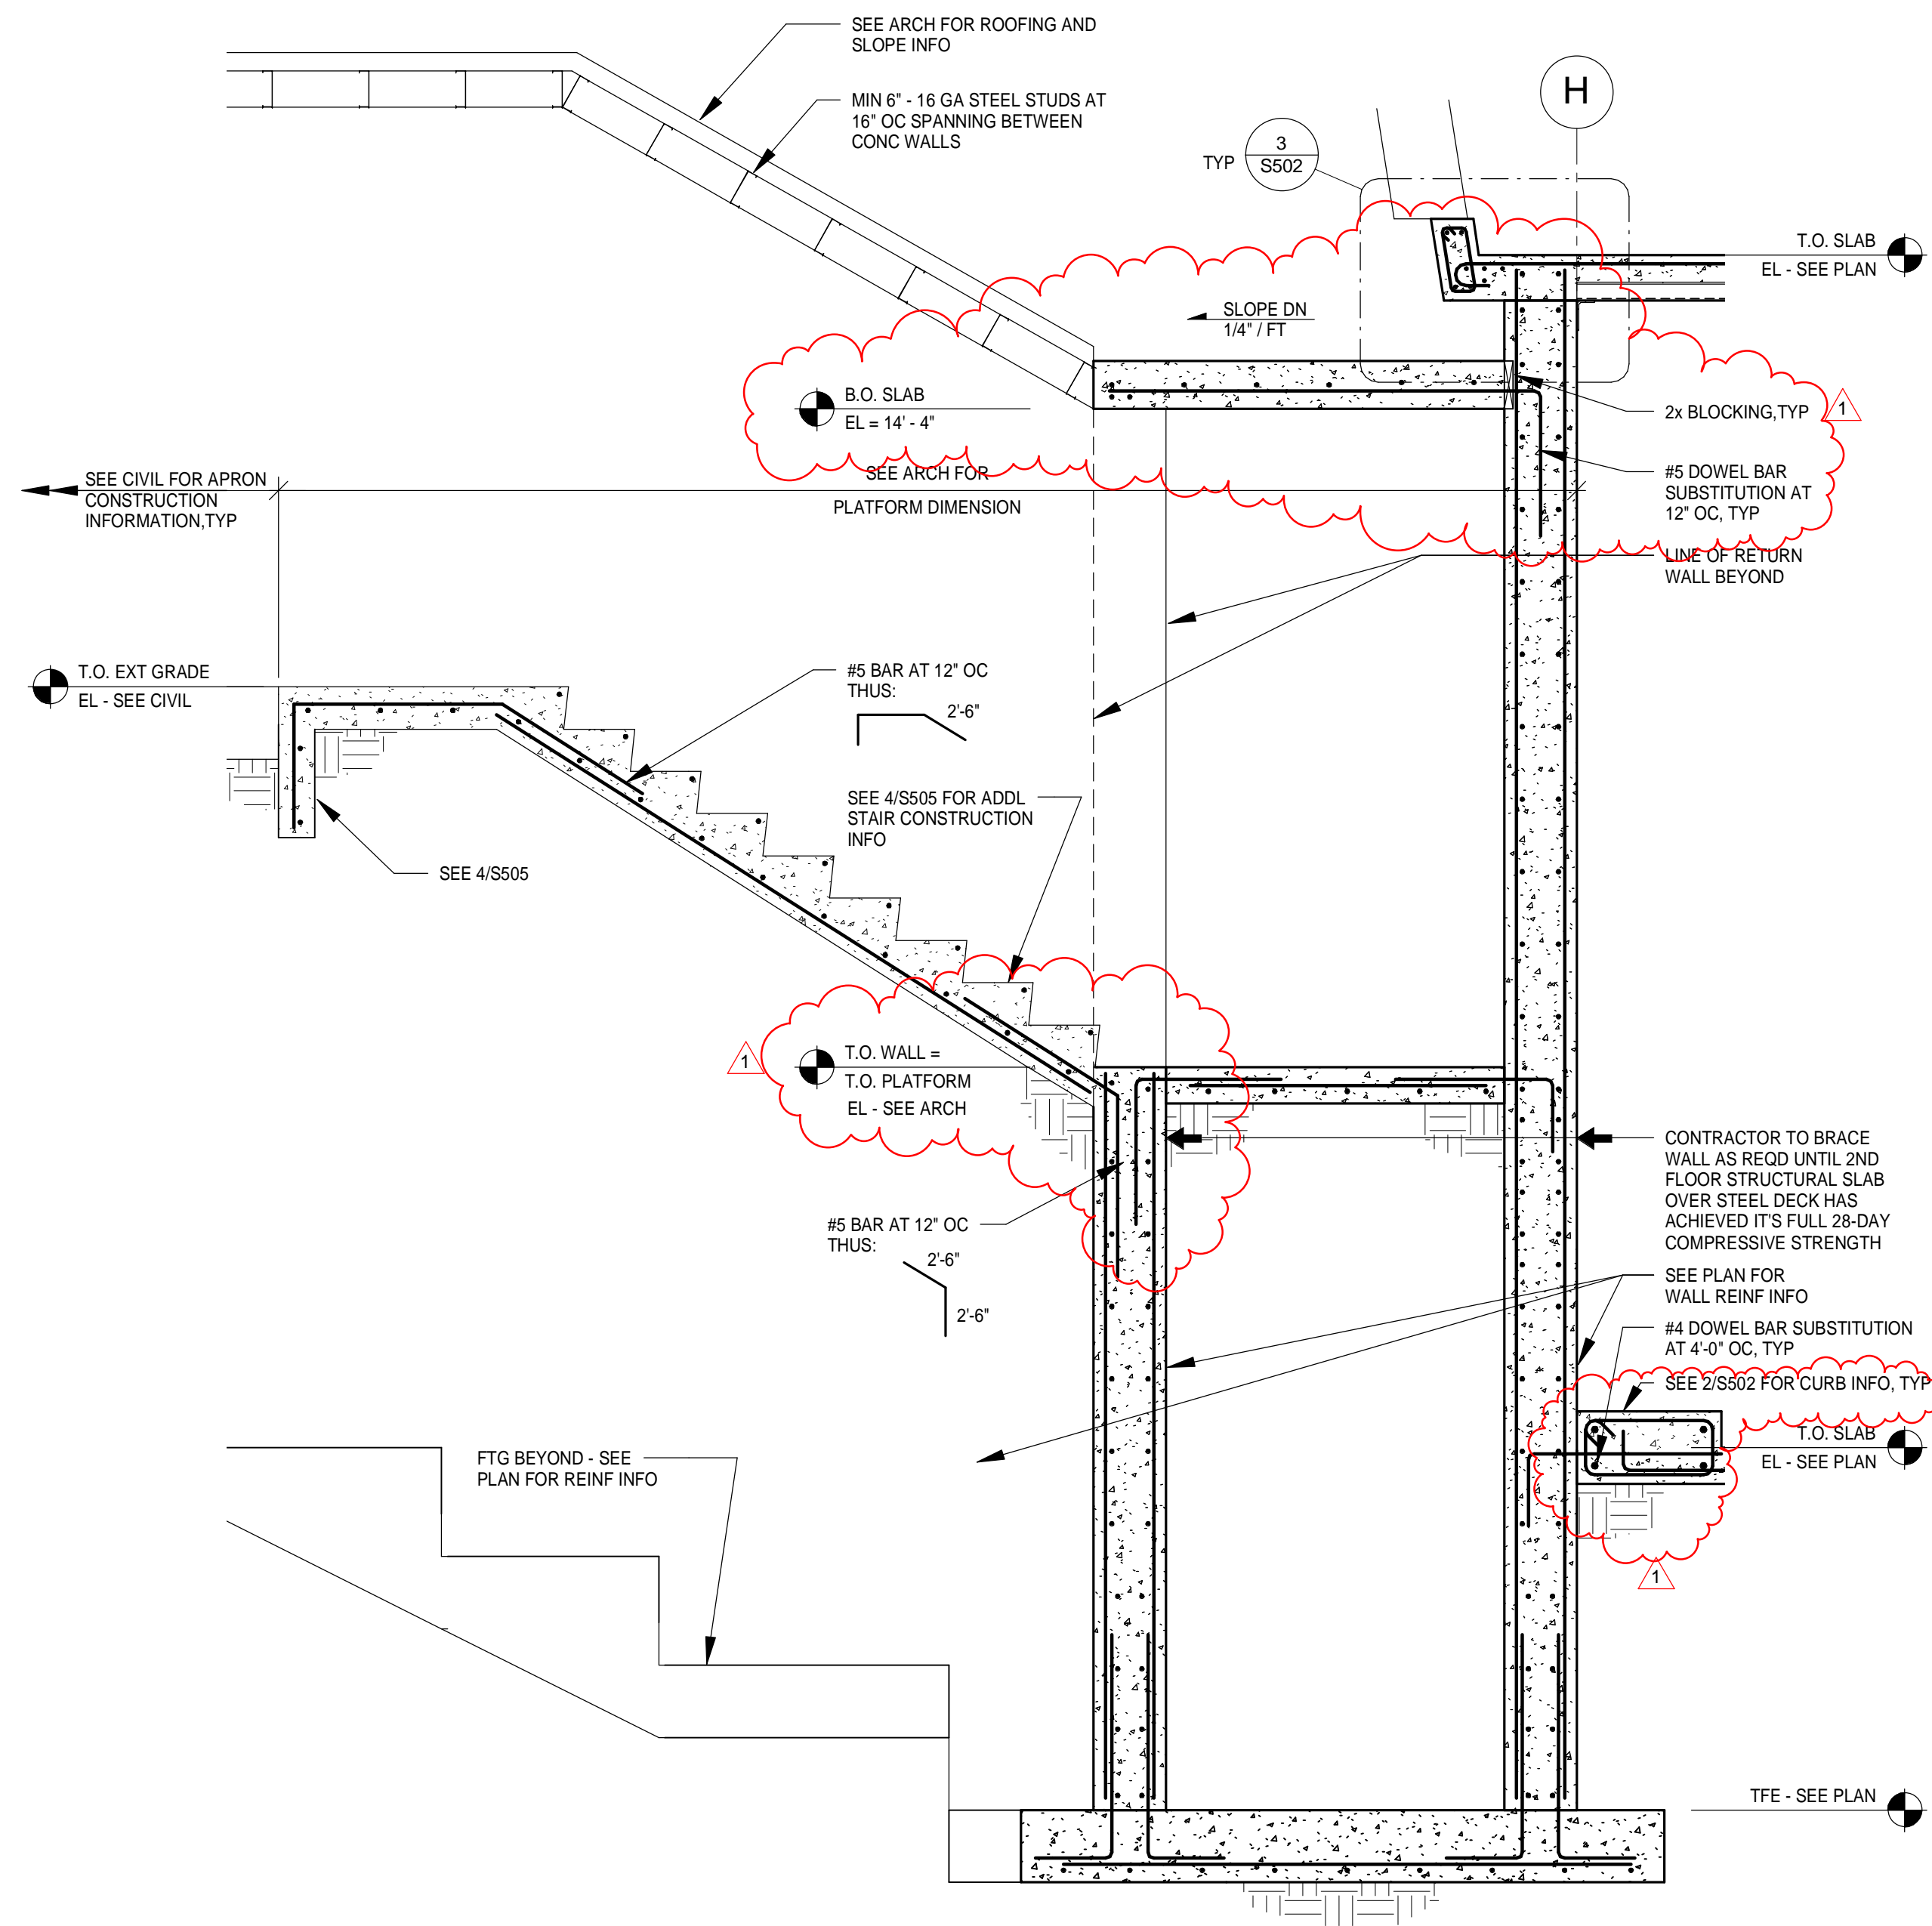 SEE ARCH FOR ROOFING AND
SLOPE INFO
MIN 6" - 16 GA STEEL STUDS AT
16" OC SPANNING BETWEEN
CONC WALLS
H
TYP
3
S502
T.O. SLAB
EL - SEE PLAN
SLOPE DN
1/4" / FT
B.O. SLAB
EL = 14' - 4"
2x BLOCKING,TYP
1
#5 DOWEL BAR
SUBSTITUTION AT
12" OC, TYP
SEE CIVIL FOR APRON
CONSTRUCTION
INFORMATION,TYP
SEE ARCH FOR
PLATFORM DIMENSION
LINE OF RETURN
WALL BEYOND
T.O. EXT GRADE
EL - SEE CIVIL
#5 BAR AT 12" OC
THUS:
2'-6"
SEE 4/S505 FOR ADDL
STAIR CONSTRUCTION
INFO
SEE 4/S505
1
T.O. WALL =
T.O. PLATFORM
EL - SEE ARCH
CONTRACTOR TO BRACE
WALL AS REQD UNTIL 2ND
FLOOR STRUCTURAL SLAB
OVER STEEL DECK HAS
ACHIEVED IT'S FULL 28-DAY
COMPRESSIVE STRENGTH
#5 BAR AT 12" OC
THUS:
2'-6"
2'-6"
SEE PLAN FOR
WALL REINF INFO
#4 DOWEL BAR SUBSTITUTION
AT 4'-0" OC, TYP
SEE 2/S502 FOR CURB INFO, TYP
T.O. SLAB
EL - SEE PLAN
FTG BEYOND - SEE
PLAN FOR REINF INFO
1
TFE - SEE PLAN